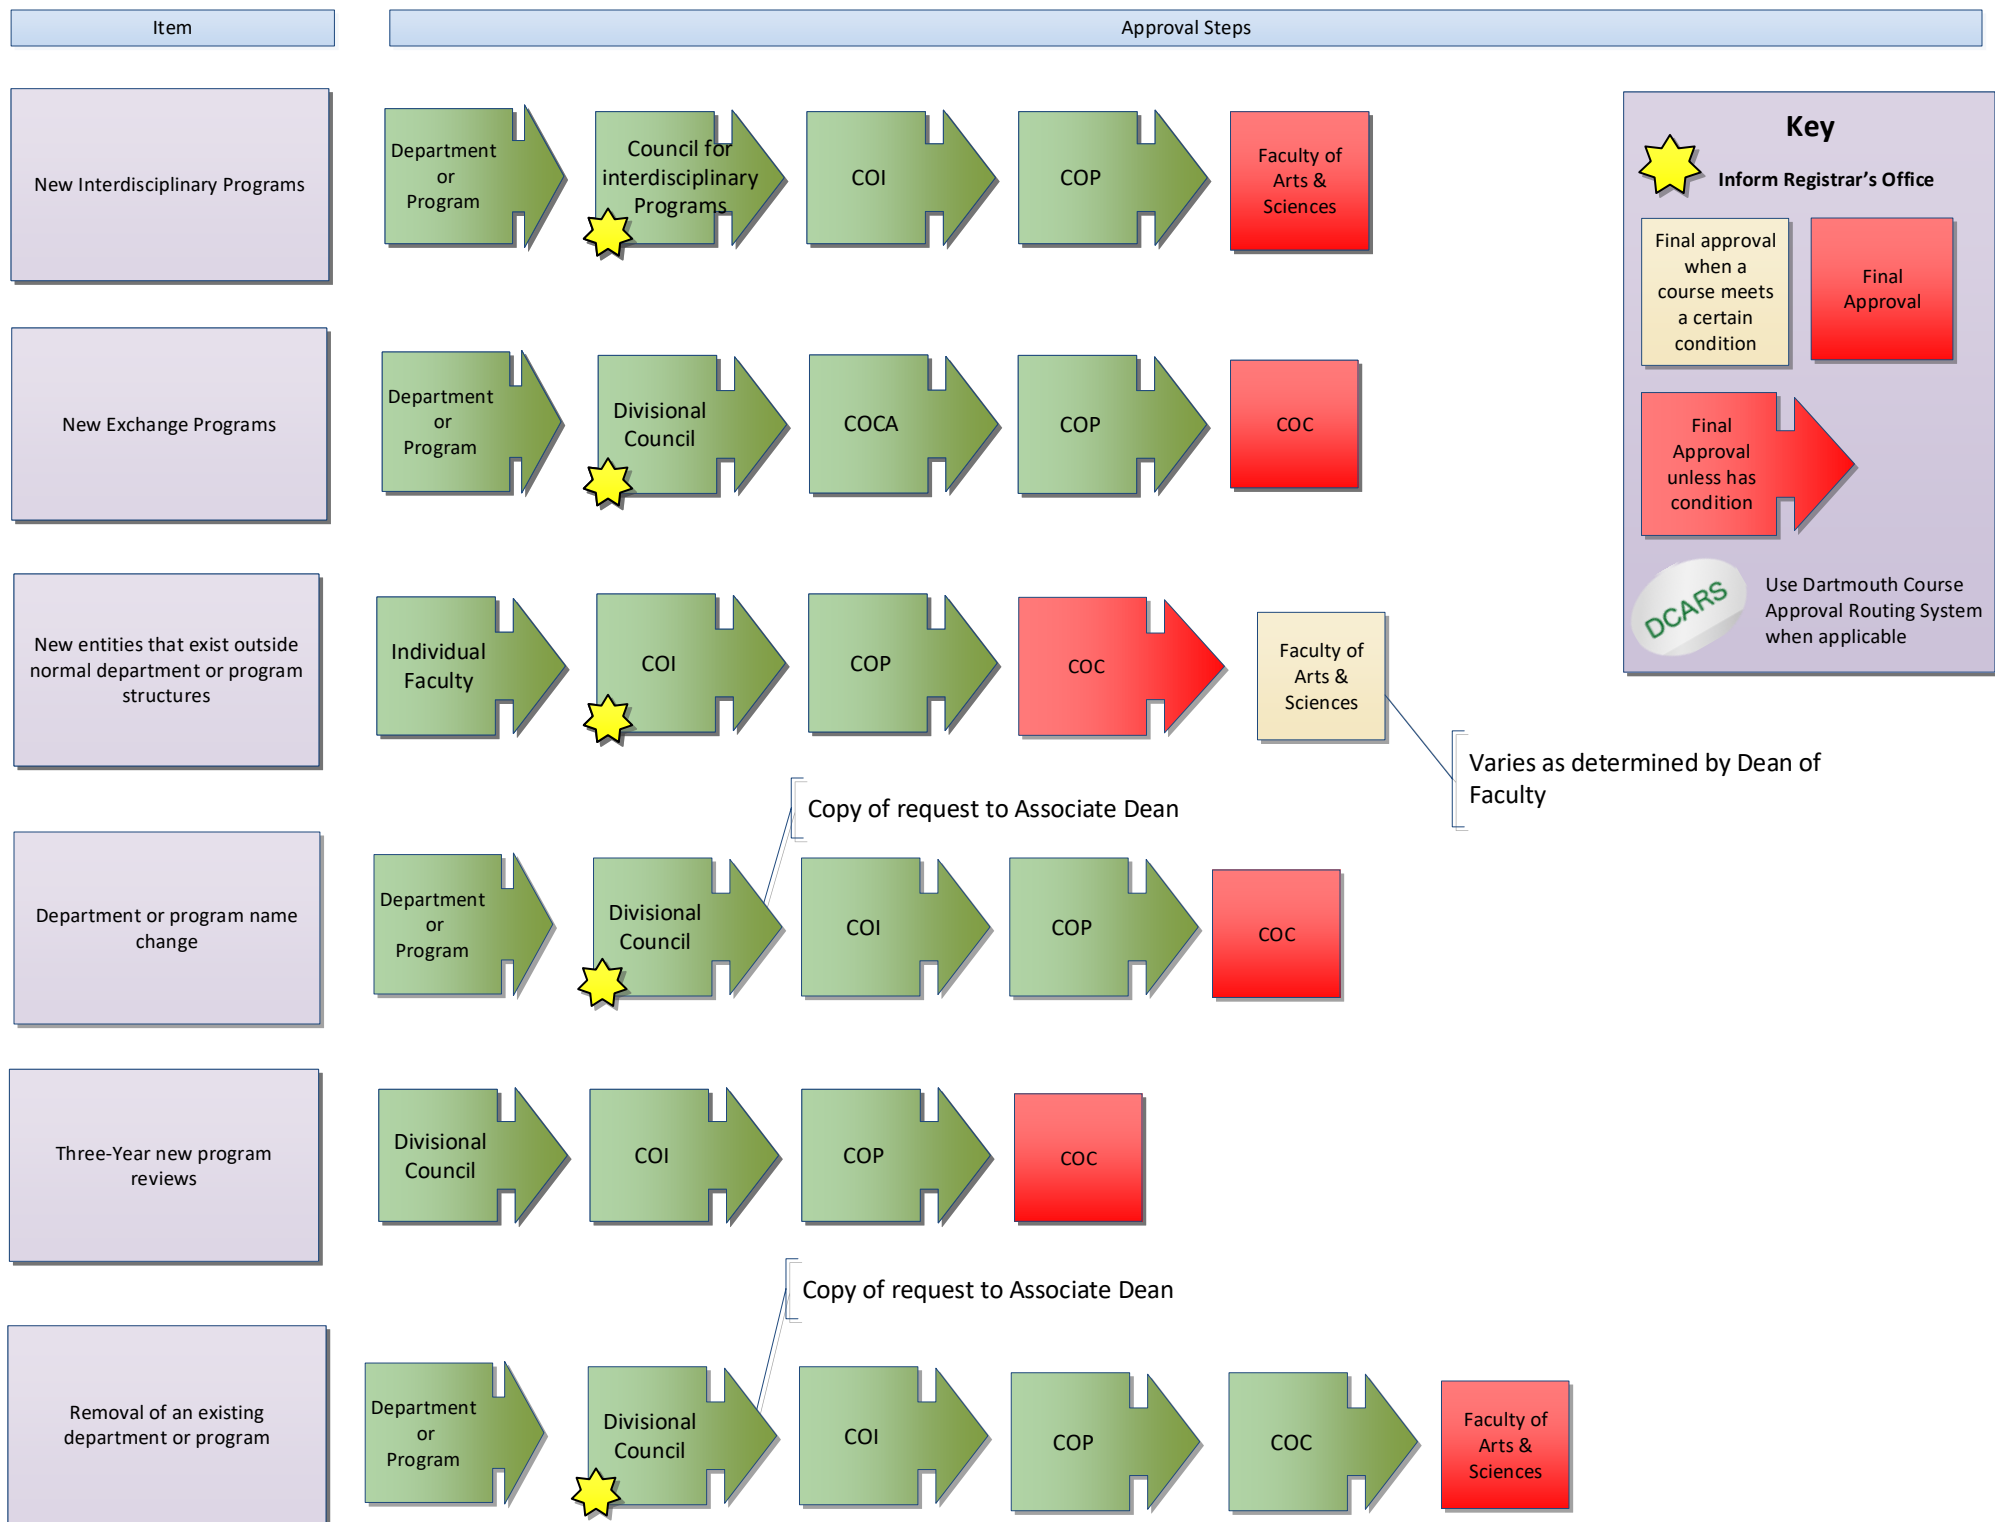 Item
Approval Steps
New Interdisciplinary Programs
Department
or
Program
Council for
interdisciplinary
Programs
COI
COP
Faculty of
Arts &
Sciences
Key
Inform Registrar's Office
Final approval
when a
course meets
a certain
condition
Final
Approval
Final
Approval
unless has
condition
DCARS
Use Dartmouth Course
Approval Routing System
when applicable
New Exchange Programs
Department
or
Program
Divisional
Council
COCA
COP
COC
New entities that exist outside
normal department or program
structures
Individual
Faculty
COI
COP
COC
Faculty of
Arts &
Sciences
Varies as determined by Dean of
Faculty
Copy of request to Associate Dean
Department or program name
change
Department
or
Program
Divisional
Council
COI
COP
COC
Three-Year new program
reviews
Divisional
Council
COI
COP
COC
Copy of request to Associate Dean
Removal of an existing
department or program
Department
or
Program
Divisional
Council
COI
COP
COC
Faculty of
Arts &
Sciences